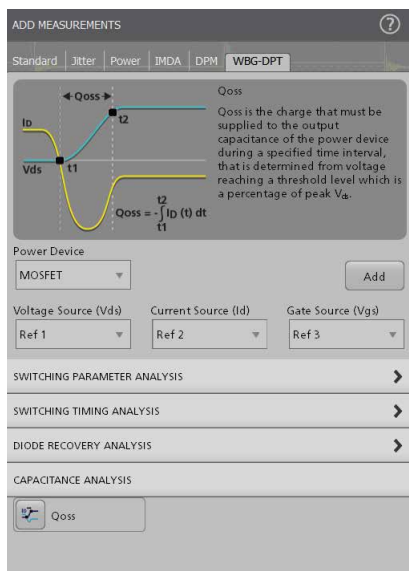 ADD MEASUREMENTS
?
Standard Jitter Power IMDA DPM WBG-DPT
Qoss
ID
t2
Vds
t1
t2
Qoss = -∫ID (t) dt
t1
Qoss
Qoss is the charge that must be
supplied to the output
capacitance of the power device
during a specified time interval,
that is determined from voltage
reaching a threshold level which is
a percentage of peak Vds.
Power Device
MOSFET
Add
Voltage Source (Vds) Current Source (Id) Gate Source (Vgs)
Ref 1 Ref 2 Ref 3
SWITCHING PARAMETER ANALYSIS
SWITCHING TIMING ANALYSIS
DIODE RECOVERY ANALYSIS
CAPACITANCE ANALYSIS
Qoss